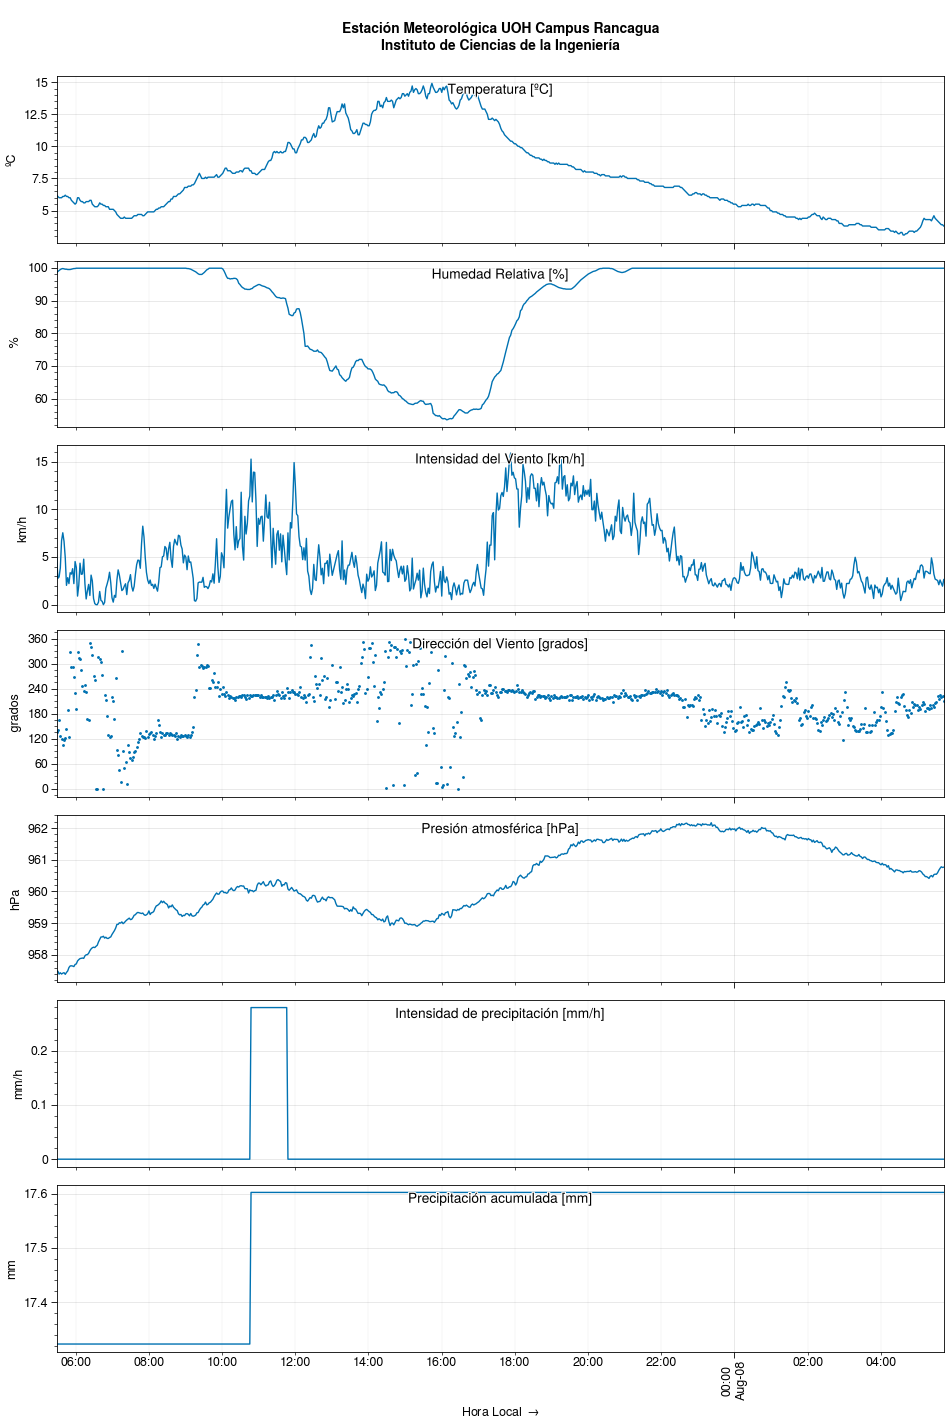 Estación Meteorológica UOH Campus Rancagua
Instituto de Ciencias de la Ingeniería
Temperatura [ºC]
ºC
15
12.5
10
7.5
5
Humedad Relativa [%]
%
100
90
80
70
60
Intensidad del Viento [km/h]
km/h
15
10
5
0
Dirección del Viento [grados]
grados
360
300
240
180
120
60
0
Presión atmosférica [hPa]
hPa
962
961
960
959
958
Intensidad de precipitación [mm/h]
mm/h
0.2
0.1
0
Precipitación acumulada [mm]
mm
17.6
17.5
17.4
06:00 08:00 10:00 12:00 14:00 16:00 18:00 20:00 22:00 00:00 02:00 04:00
Aug-08
Hora Local →